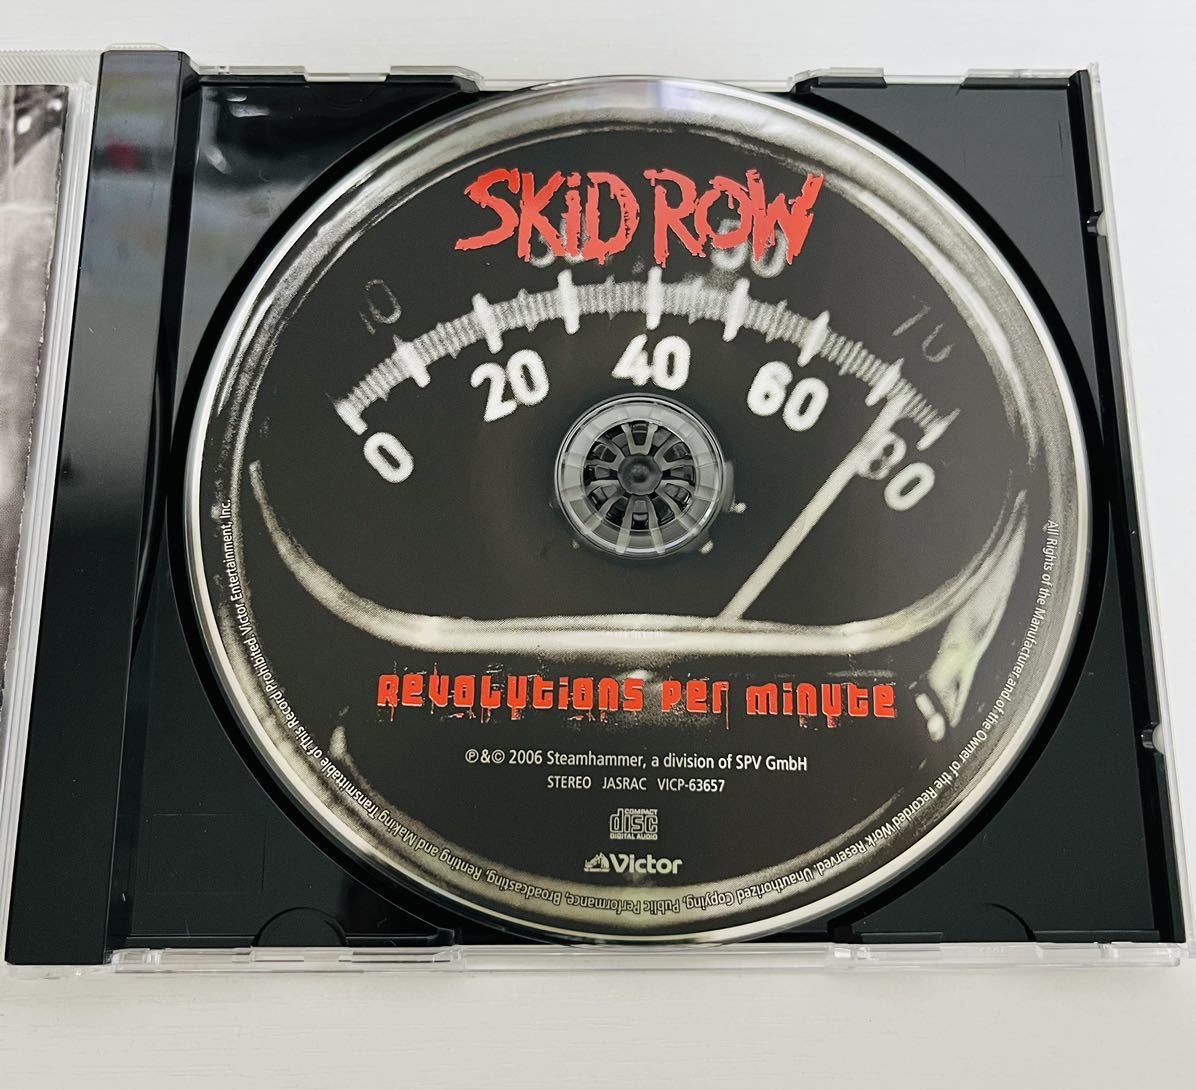 SKiD ROW
10
30
50
70
0
20
40
60
80
ReVOLUTIONS Per MiNUTe
℗&© 2006 Steamhammer, a division of SPV GmbH
STEREO JASRAC VICP-63657
COMPACT
disc
DIGITAL AUDIO
Victor
All Rights of the Manufacturer and of the Owner of the Recorded Work Reserved. Unauthorized Copying, Public Performance, Broadcasting, Renting and Making Transmittable of This Record Prohibited. Victor Entertainment, Inc.